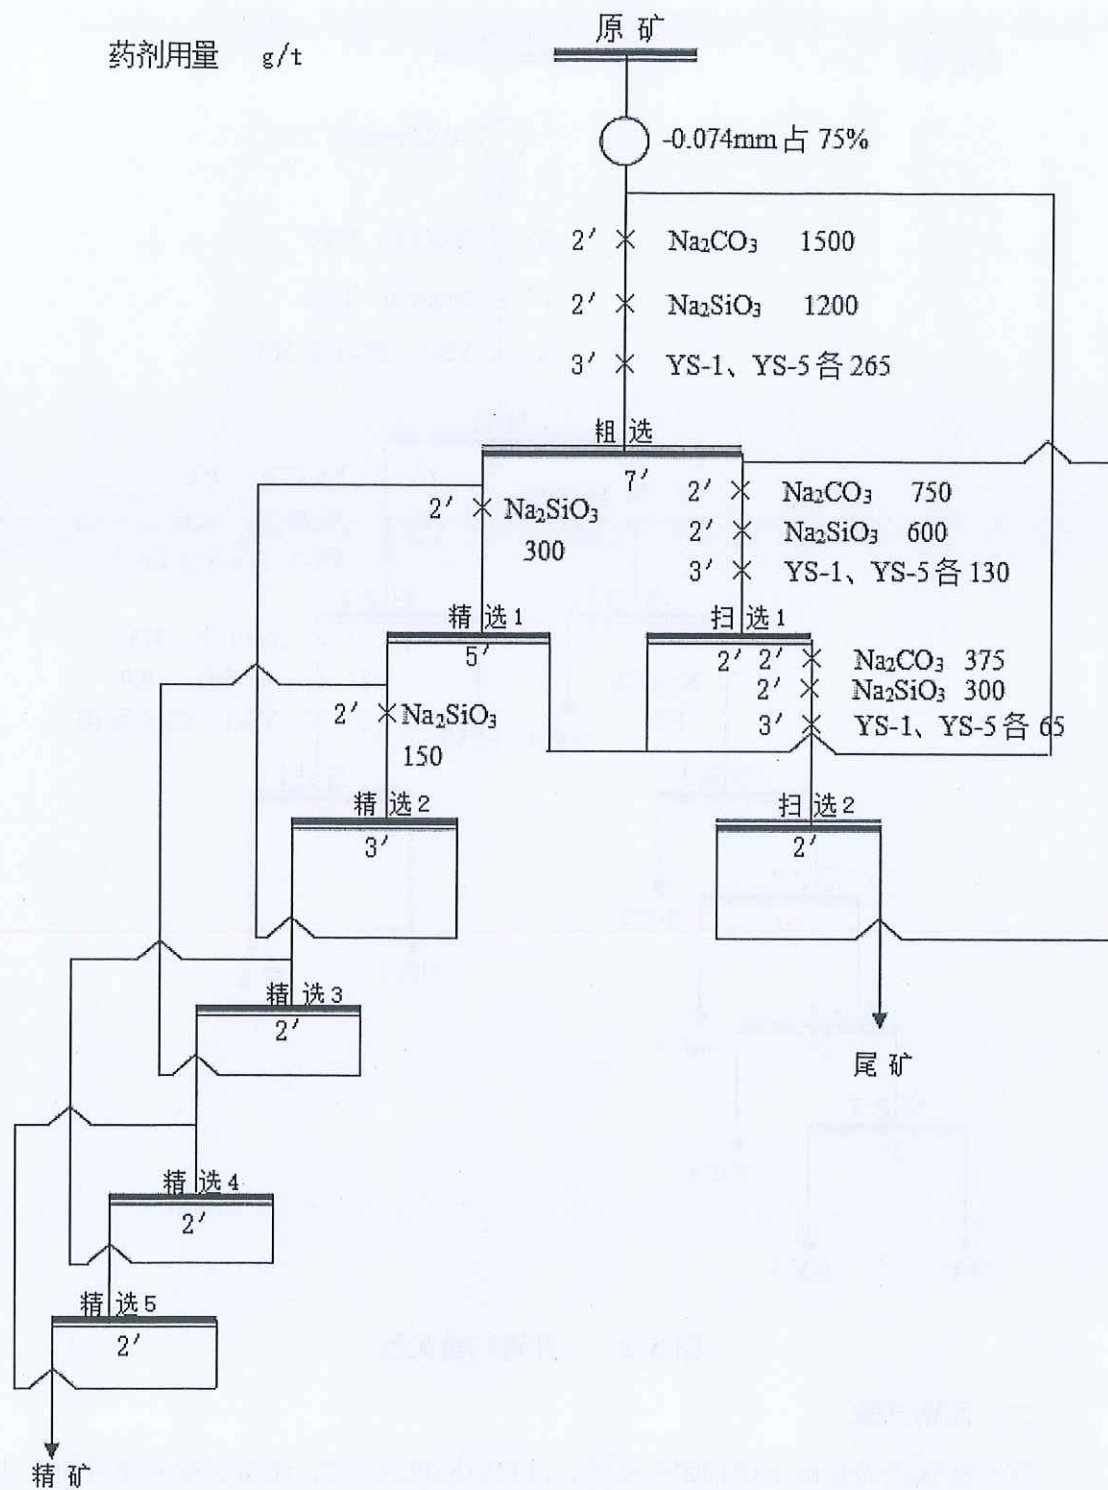 原 矿
药剂用量 g/t
-0.074mm 占 75%
2′ Na₂CO₃ 1500
2′ Na₂SiO₃ 1200
3′ YS-1、YS-5 各 265
粗 选
7′
2′ Na₂SiO₃
300
2′ Na₂CO₃ 750
2′ Na₂SiO₃ 600
3′ YS-1、YS-5 各 130
精 选 1
5′
扫 选 1
2′
2′ Na₂CO₃ 375
2′ Na₂SiO₃ 300
3′ YS-1、YS-5 各 65
2′ Na₂SiO₃
150
精 选 2
3′
扫 选 2
2′
精 选 3
2′
尾 矿
精 选 4
2′
精 选 5
2′
精 矿